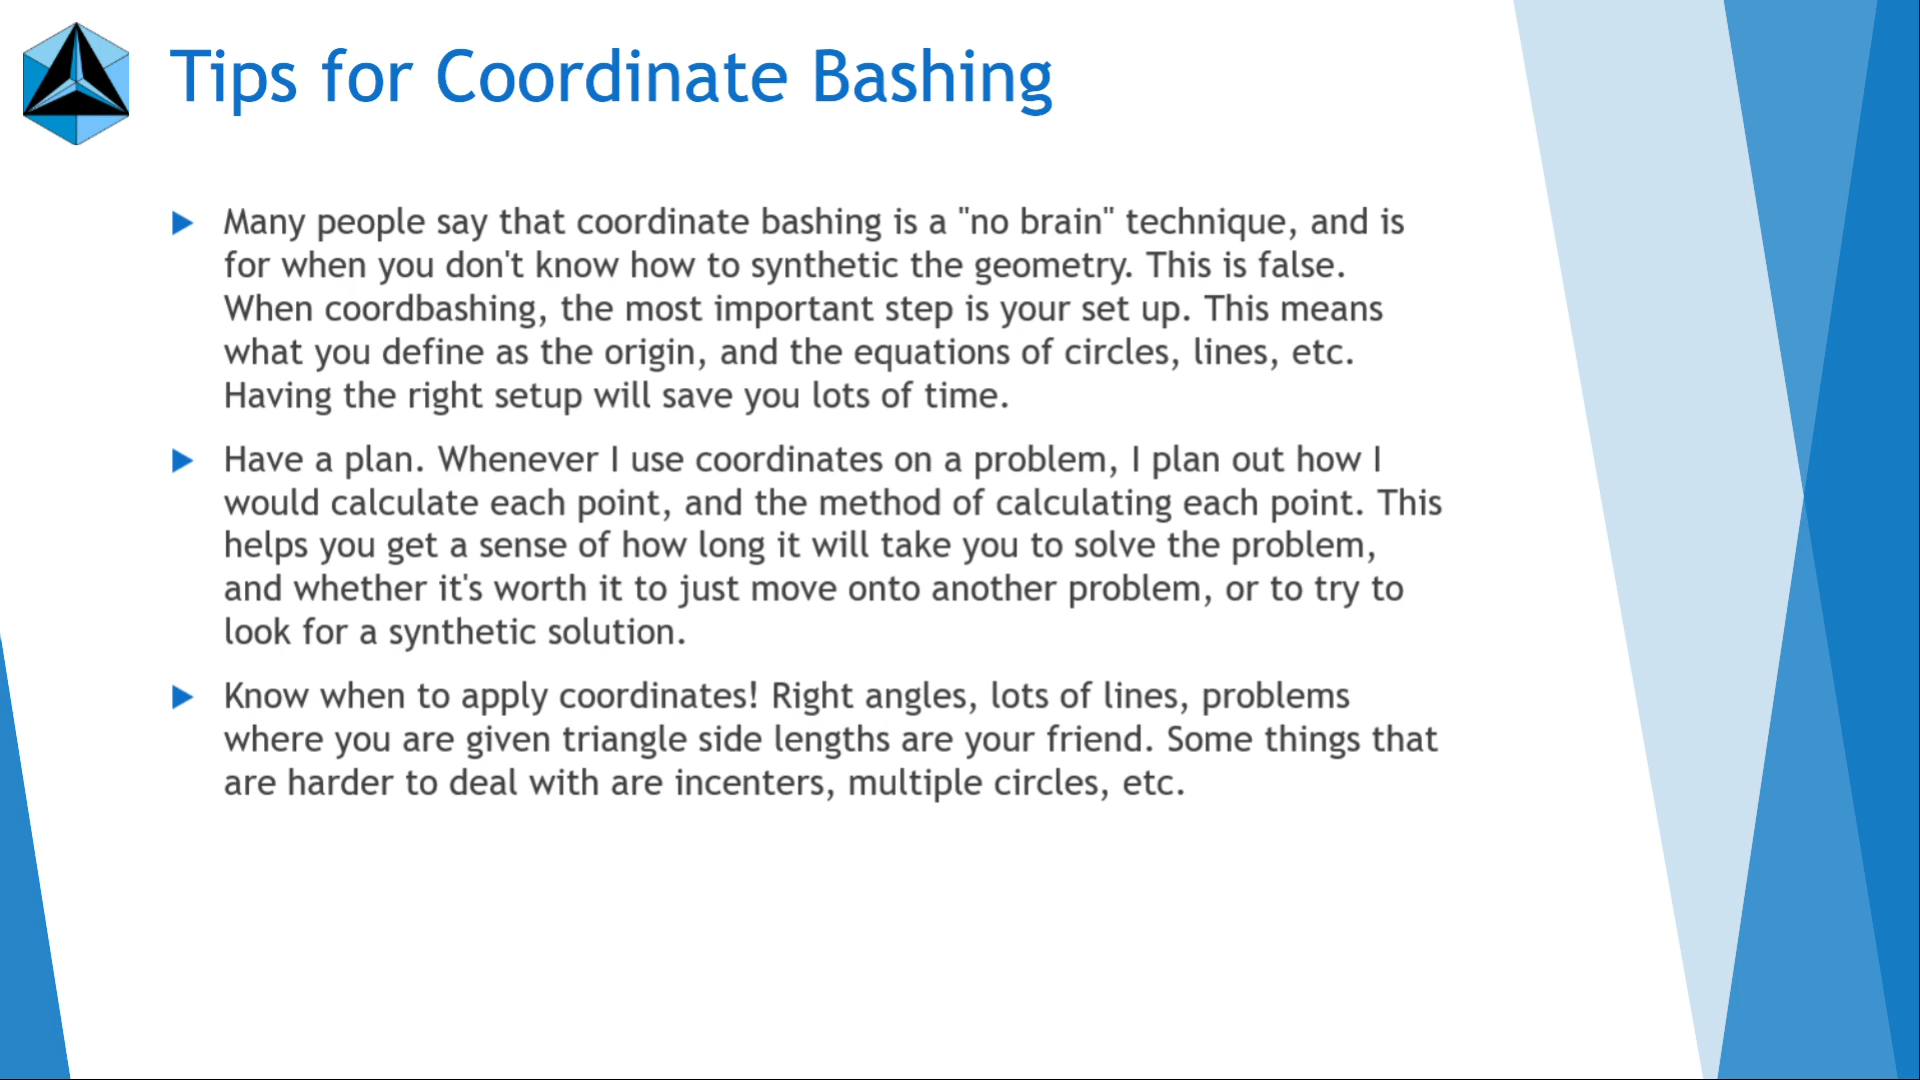 Tips for Coordinate Bashing
Many people say that coordinate bashing is a "no brain" technique, and is
for when you don't know how to synthetic the geometry. This is false.
When coordbashing, the most important step is your set up. This means
what you define as the origin, and the equations of circles, lines, etc.
Having the right setup will save you lots of time.
Have a plan. Whenever I use coordinates on a problem, I plan out how I
would calculate each point, and the method of calculating each point. This
helps you get a sense of how long it will take you to solve the problem,
and whether it's worth it to just move onto another problem, or to try to
look for a synthetic solution.
Know when to apply coordinates! Right angles, lots of lines, problems
where you are given triangle side lengths are your friend. Some things that
are harder to deal with are incenters, multiple circles, etc.